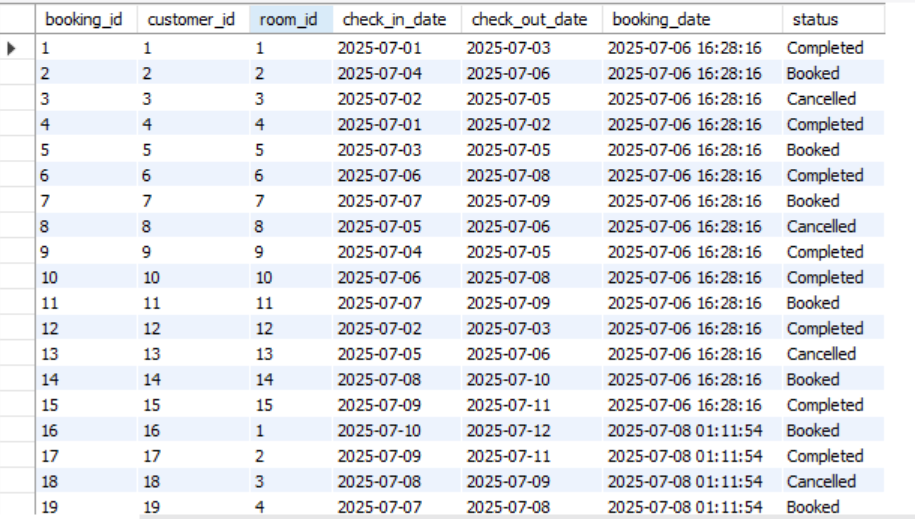 booking_id customer_id room_id check_in_date check_out_date booking_date status
1 1 1 2025-07-01 2025-07-03 2025-07-06 16:28:16 Completed
2 2 2 2025-07-04 2025-07-06 2025-07-06 16:28:16 Booked
3 3 3 2025-07-02 2025-07-05 2025-07-06 16:28:16 Cancelled
4 4 4 2025-07-01 2025-07-02 2025-07-06 16:28:16 Completed
5 5 5 2025-07-03 2025-07-05 2025-07-06 16:28:16 Booked
6 6 6 2025-07-06 2025-07-08 2025-07-06 16:28:16 Completed
7 7 7 2025-07-07 2025-07-09 2025-07-06 16:28:16 Booked
8 8 8 2025-07-05 2025-07-06 2025-07-06 16:28:16 Cancelled
9 9 9 2025-07-04 2025-07-05 2025-07-06 16:28:16 Completed
10 10 10 2025-07-06 2025-07-08 2025-07-06 16:28:16 Completed
11 11 11 2025-07-07 2025-07-09 2025-07-06 16:28:16 Booked
12 12 12 2025-07-02 2025-07-03 2025-07-06 16:28:16 Completed
13 13 13 2025-07-05 2025-07-06 2025-07-06 16:28:16 Cancelled
14 14 14 2025-07-08 2025-07-10 2025-07-06 16:28:16 Booked
15 15 15 2025-07-09 2025-07-11 2025-07-06 16:28:16 Completed
16 16 1 2025-07-10 2025-07-12 2025-07-08 01:11:54 Booked
17 17 2 2025-07-09 2025-07-11 2025-07-08 01:11:54 Completed
18 18 3 2025-07-08 2025-07-09 2025-07-08 01:11:54 Cancelled
19 19 4 2025-07-07 2025-07-08 2025-07-08 01:11:54 Booked